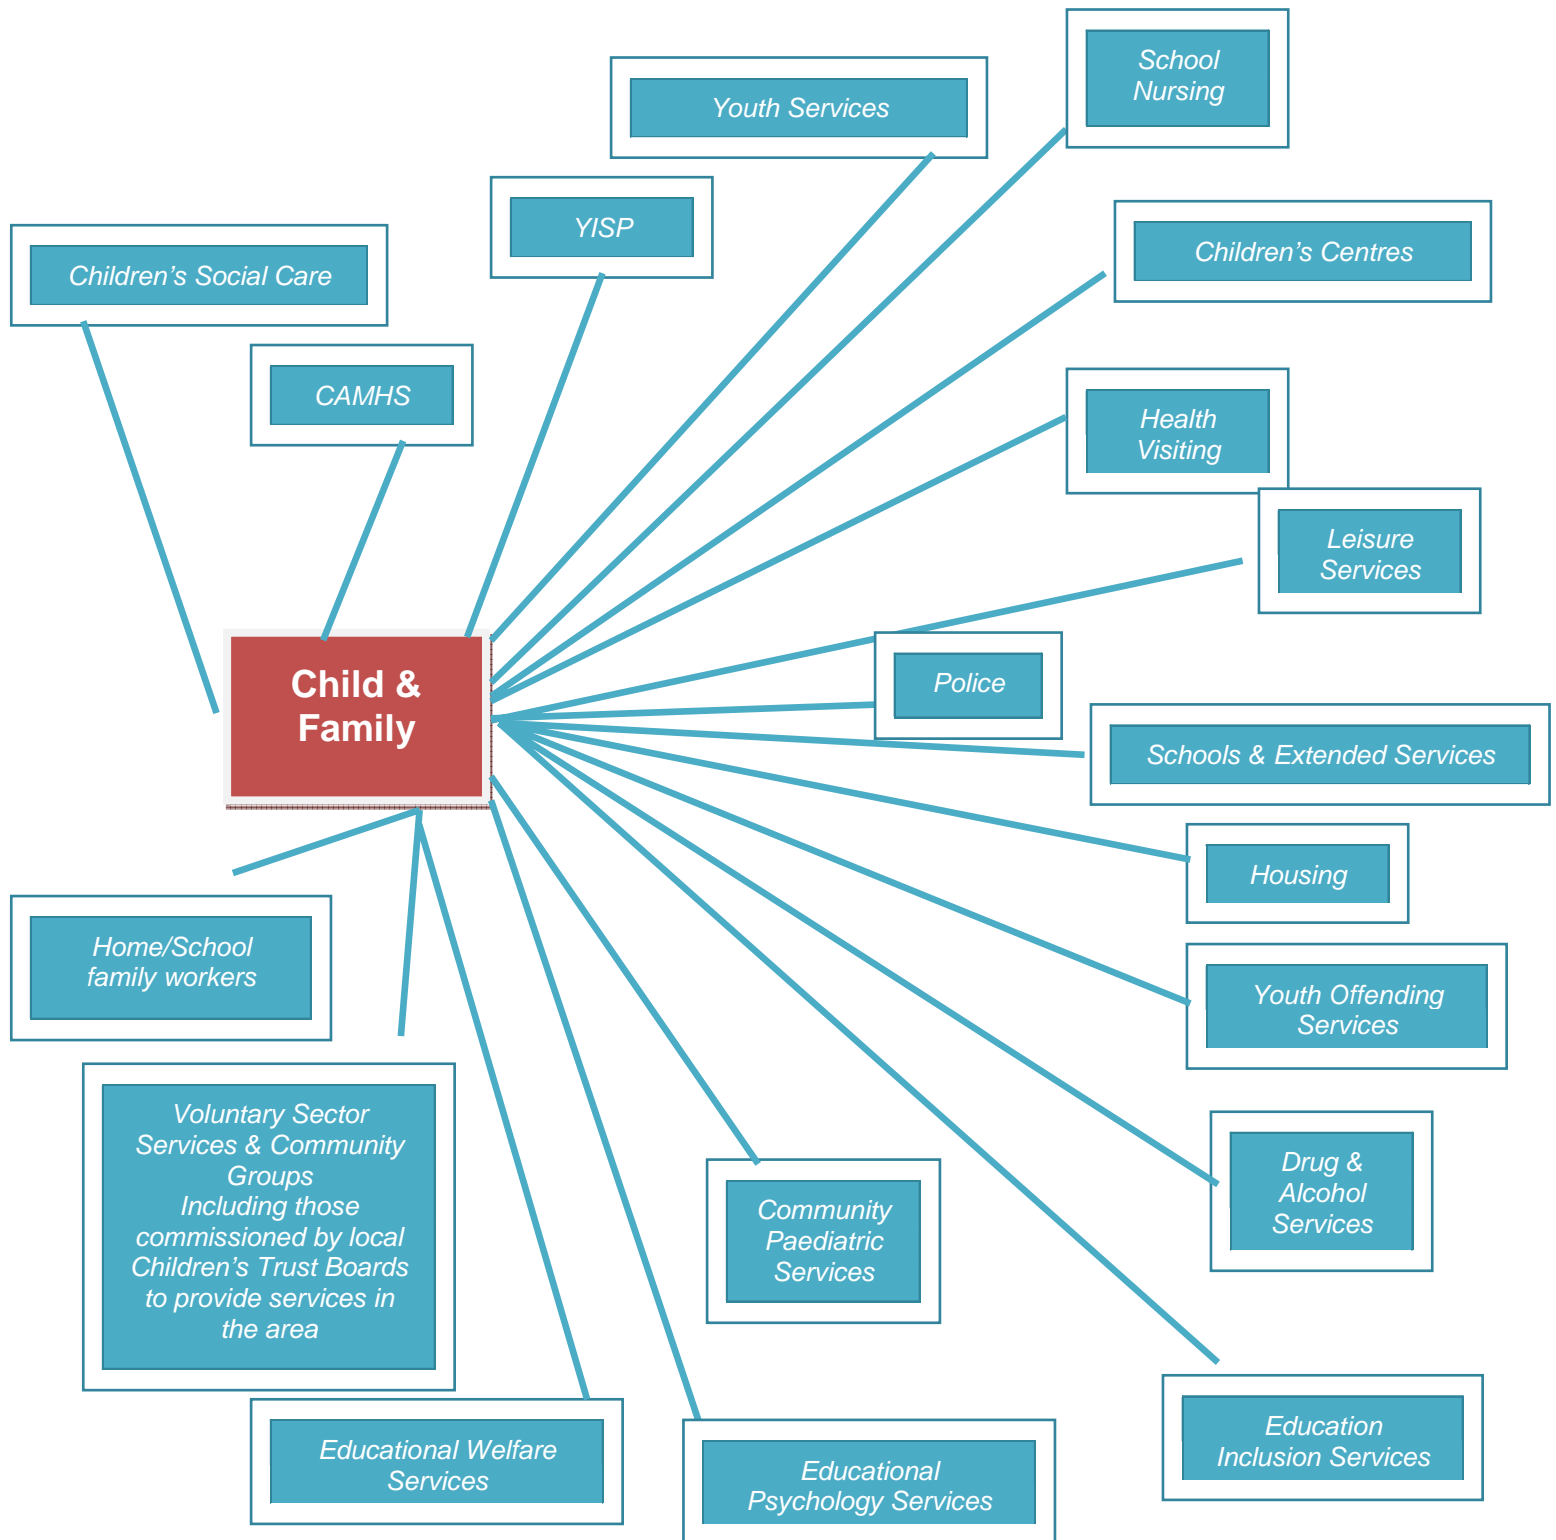 School
Nursing
Youth Services
YISP
Children’s Centres
Children’s Social Care
CAMHS
Health
Visiting
Leisure
Services
Child &
Family
Police
Schools & Extended Services
Housing
Home/School
family workers
Youth Offending
Services
Voluntary Sector
Services & Community
Groups
Including those
commissioned by local
Children’s Trust Boards
to provide services in
the area
Drug &
Alcohol
Services
Community
Paediatric
Services
Educational Welfare
Services
Educational
Psychology Services
Education
Inclusion Services